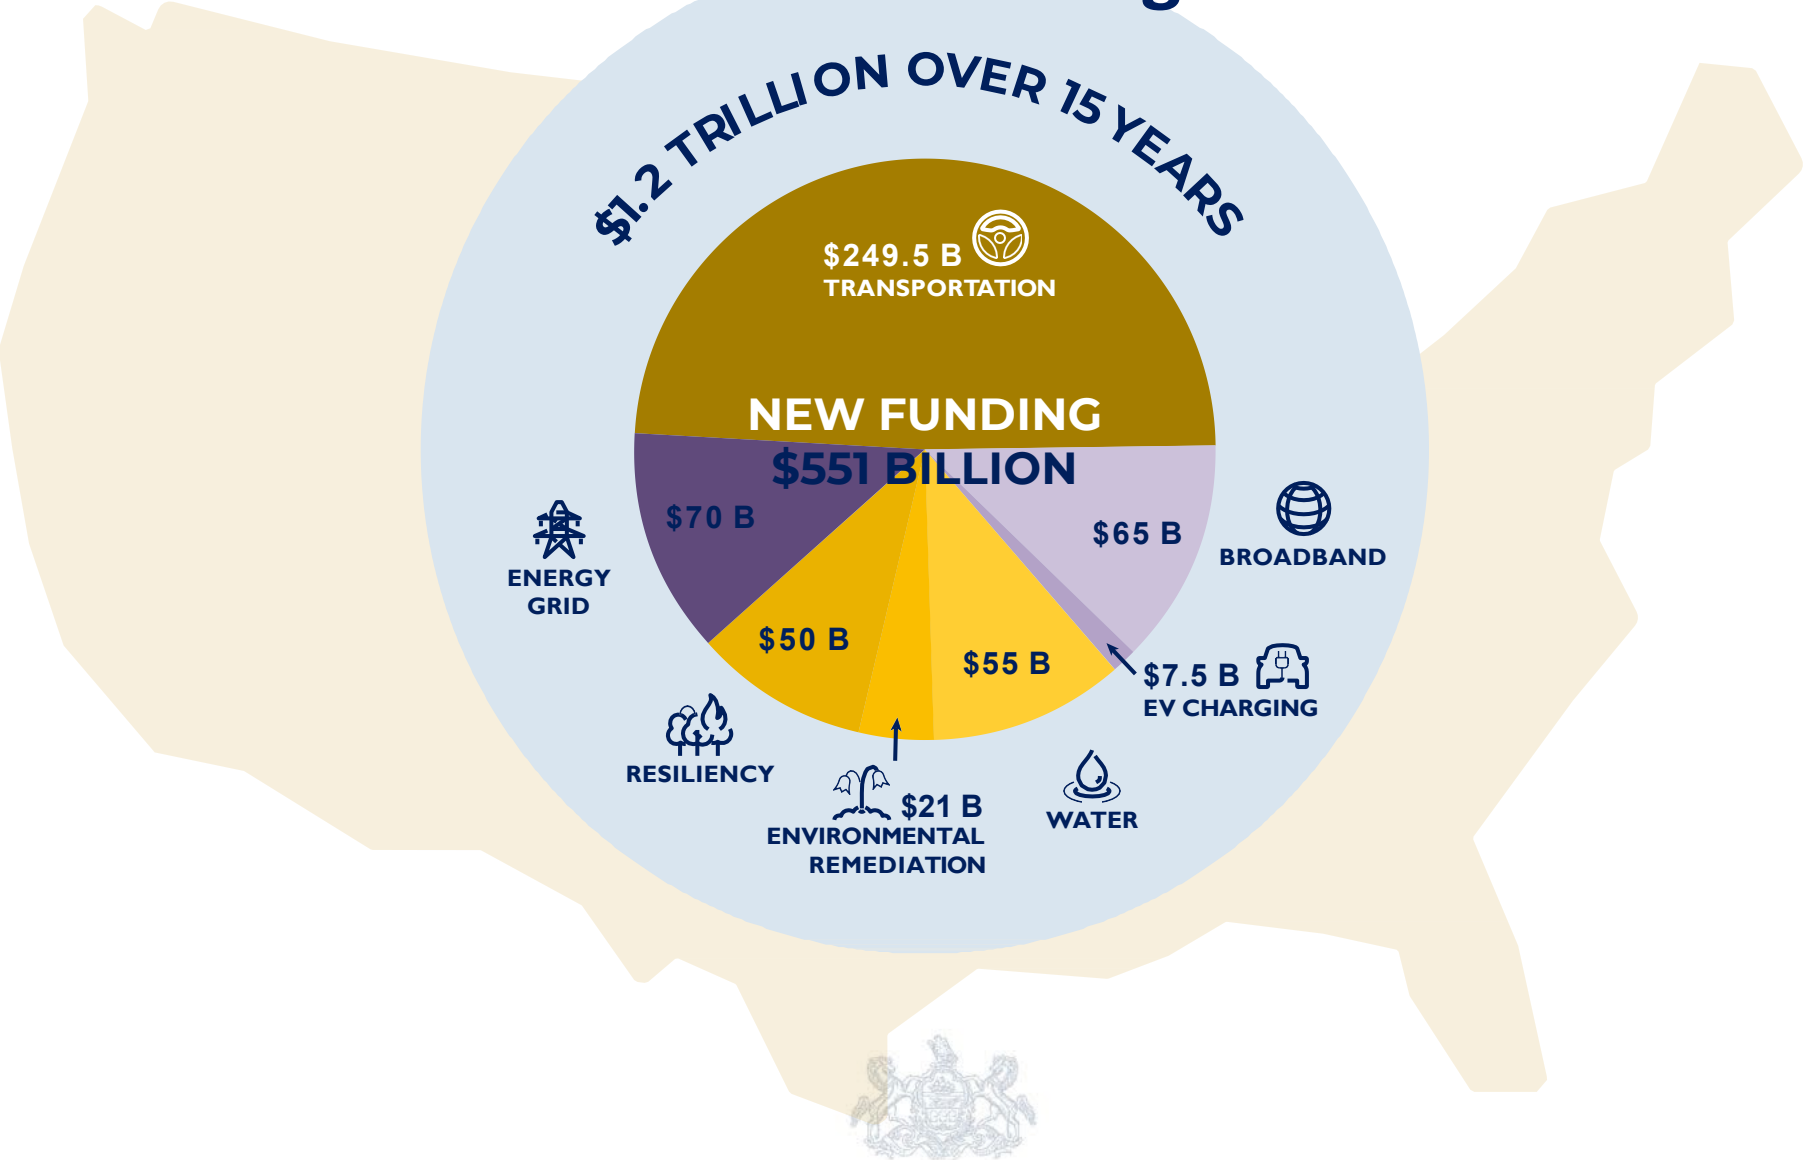 $1.2 TRILLION OVER 15 YEARS
$249.5 B
TRANSPORTATION
NEW FUNDING
$551 BILLION
$70 B
$65 B
ENERGY
GRID
BROADBAND
$50 B
$55 B
$7.5 B
EV CHARGING
RESILIENCY
$21 B
ENVIRONMENTAL
REMEDIATION
WATER